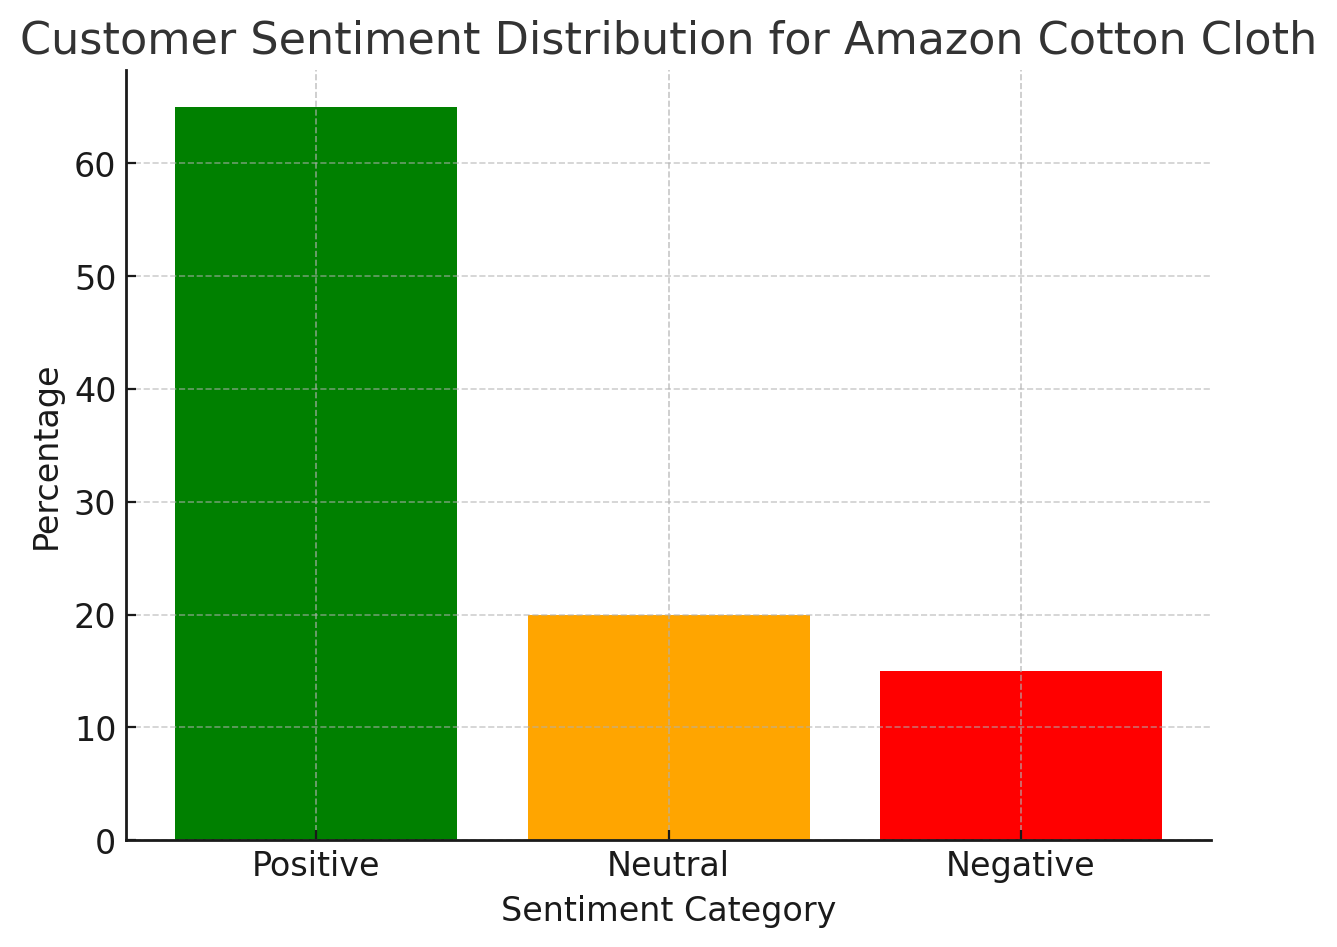 Customer Sentiment Distribution for Amazon Cotton Cloth
60
50
40
30
20
10
0
Percentage
Positive
Neutral
Negative
Sentiment Category